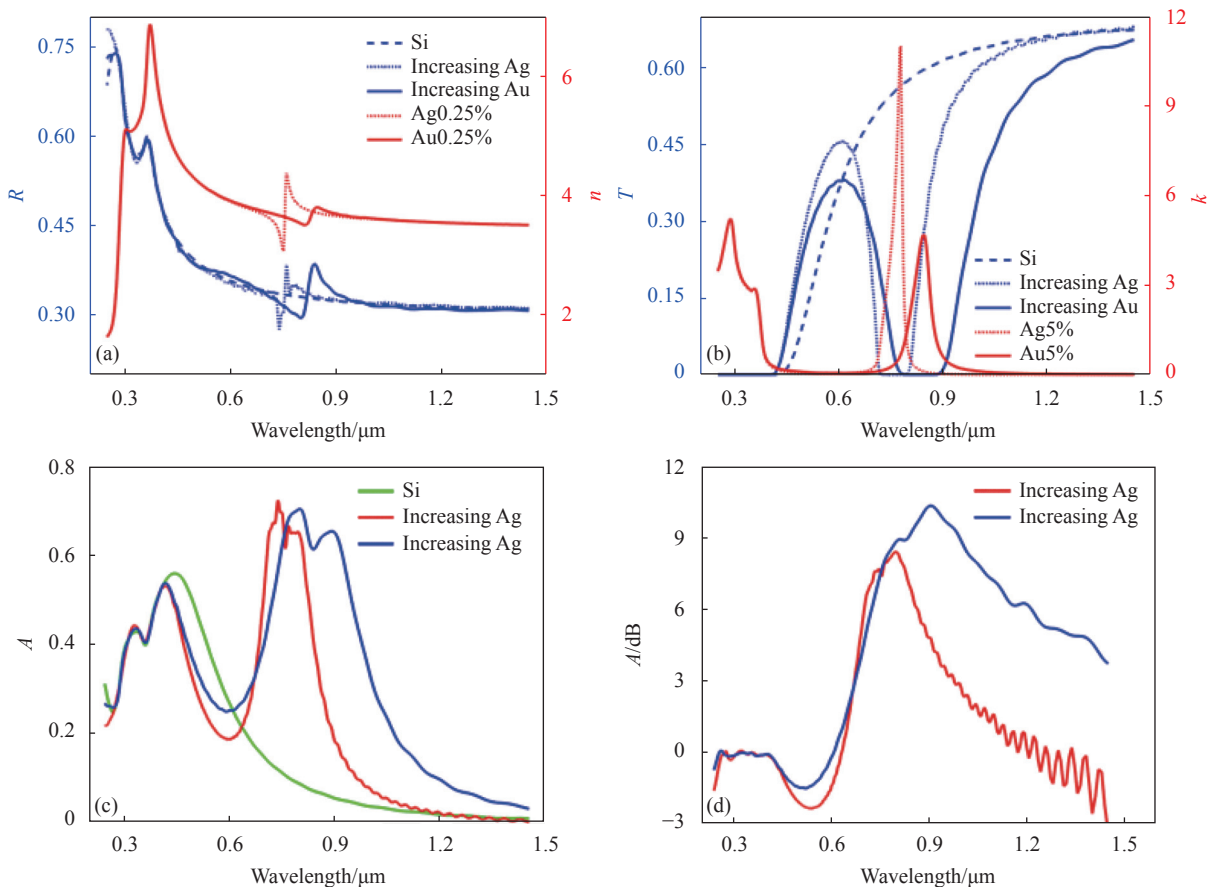 0.75
0.60
0.45
0.30
R
6
4
2
n
Si
Increasing Ag
Increasing Au
Ag0.25%
Au0.25%
(a)
0.3
0.6
0.9
1.2
1.5
Wavelength/μm
0.60
0.45
0.30
0.15
0
T
12
9
6
3
0
k
Si
Increasing Ag
Increasing Au
Ag5%
Au5%
(b)
0.3
0.6
0.9
1.2
1.5
Wavelength/μm
0.8
0.6
0.4
0.2
0
A
Si
Increasing Ag
Increasing Ag
(c)
0.3
0.6
0.9
1.2
1.5
Wavelength/μm
12
9
6
3
0
−3
A/dB
Increasing Ag
Increasing Ag
(d)
0.3
0.6
0.9
1.2
1.5
Wavelength/μm